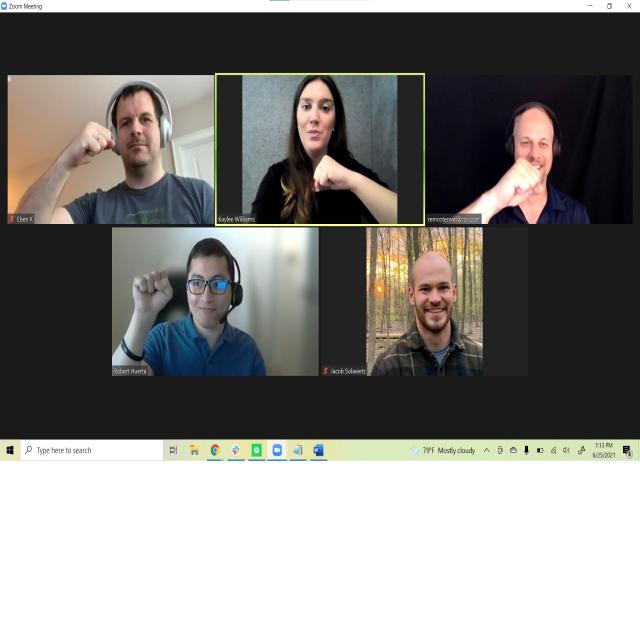 Zoom Meeting
Eben K
Kaylee Williams
Robert Huerta
Jacob Solawetz
Type here to search
79°F Mostly cloudy
1:13 PM
6/25/2021